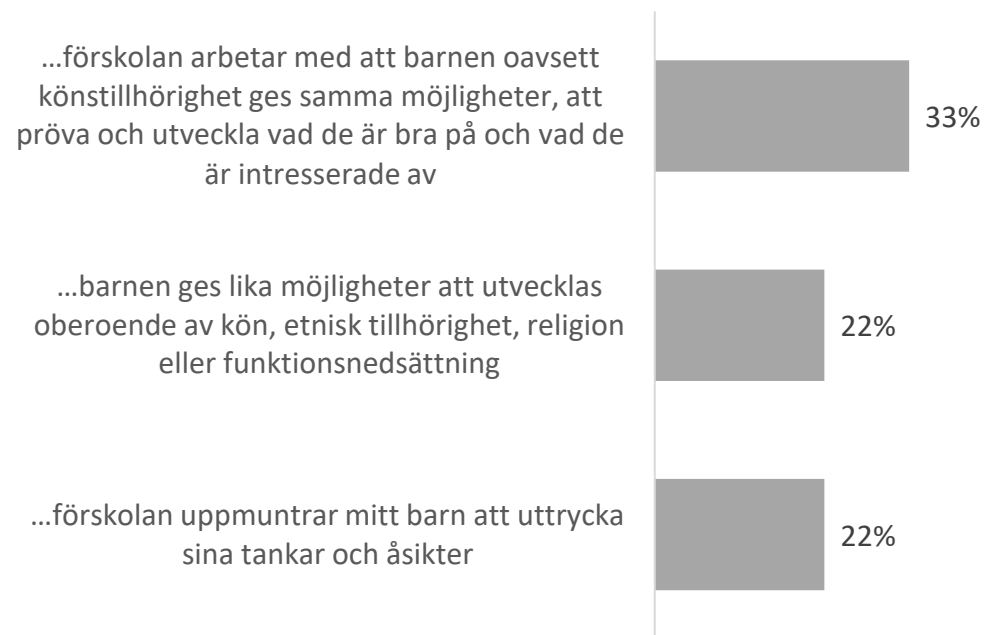 …förskolan arbetar med att barnen oavsett
könstillhörighet ges samma möjligheter, att
pröva och utveckla vad de är bra på och vad de
är intresserade av
33%
…barnen ges lika möjligheter att utvecklas
oberoende av kön, etnisk tillhörighet, religion
eller funktionsnedsättning
22%
…förskolan uppmuntrar mitt barn att uttrycka
sina tankar och åsikter
22%